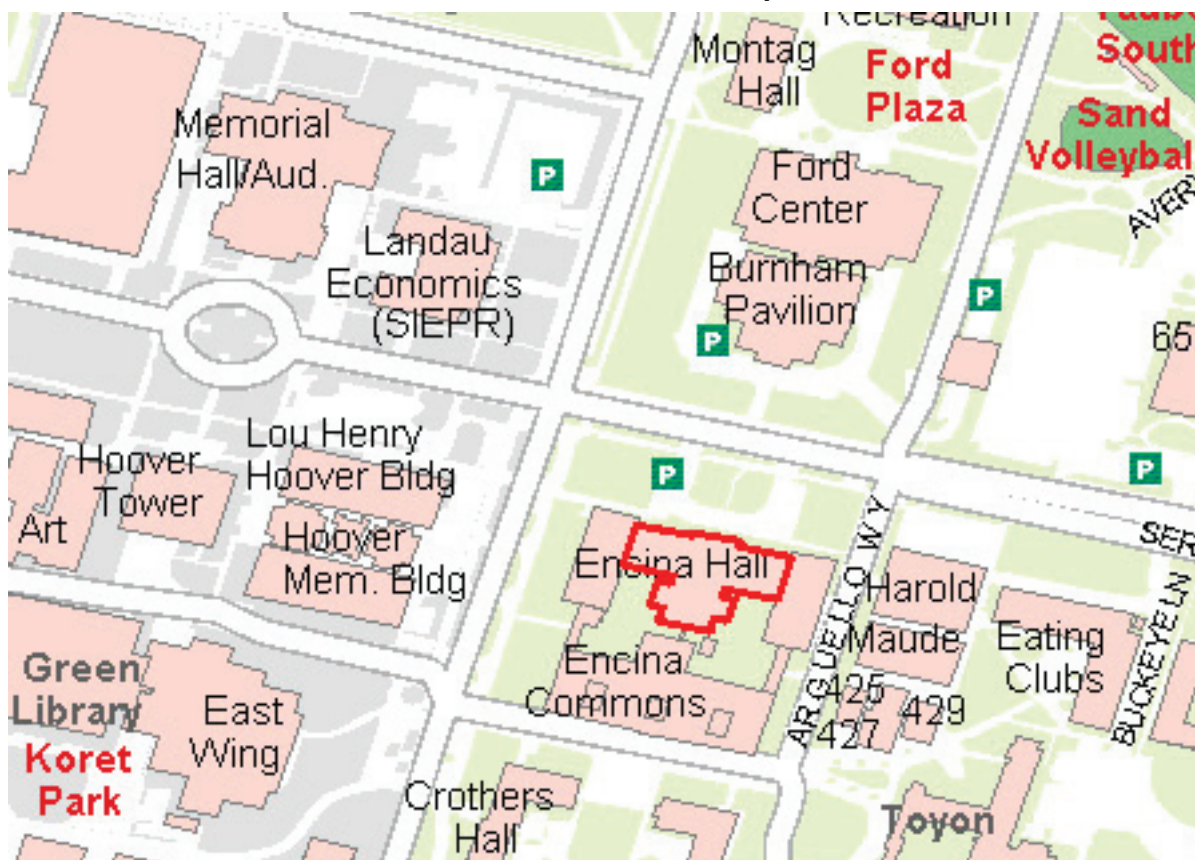 Recreation
Montag
Hall
Ford
Plaza
South
Sand
Volleyball
Memorial
Hall/Aud.
P
Ford
Center
Landau
Economics
(SIEPR)
Burnham
Pavilion
P
P
65
Lou Henry
Hoover Bldg
Hoover
Tower
P
P
Art
Hoover
Mem. Bldg
Encina Hall
ARGUELLO WY
SER
Harold
Maude
Eating
Clubs
BUCKEYE LN
Encina
Commons
425
427
429
Green
Library
East
Wing
Koret
Park
Crothers
Hall
Toyon